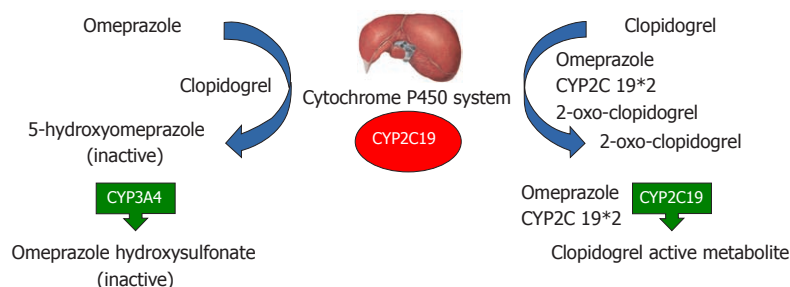 Omeprazole
Clopidogrel
5-hydroxyomeprazole
(inactive)
CYP3A4
Omeprazole hydroxysulfonate
(inactive)
Cytochrome P450 system
CYP2C19
Clopidogrel
Omeprazole
CYP2C 19*2
2-oxo-clopidogrel
2-oxo-clopidogrel
Omeprazole
CYP2C 19*2
CYP2C19
Clopidogrel active metabolite